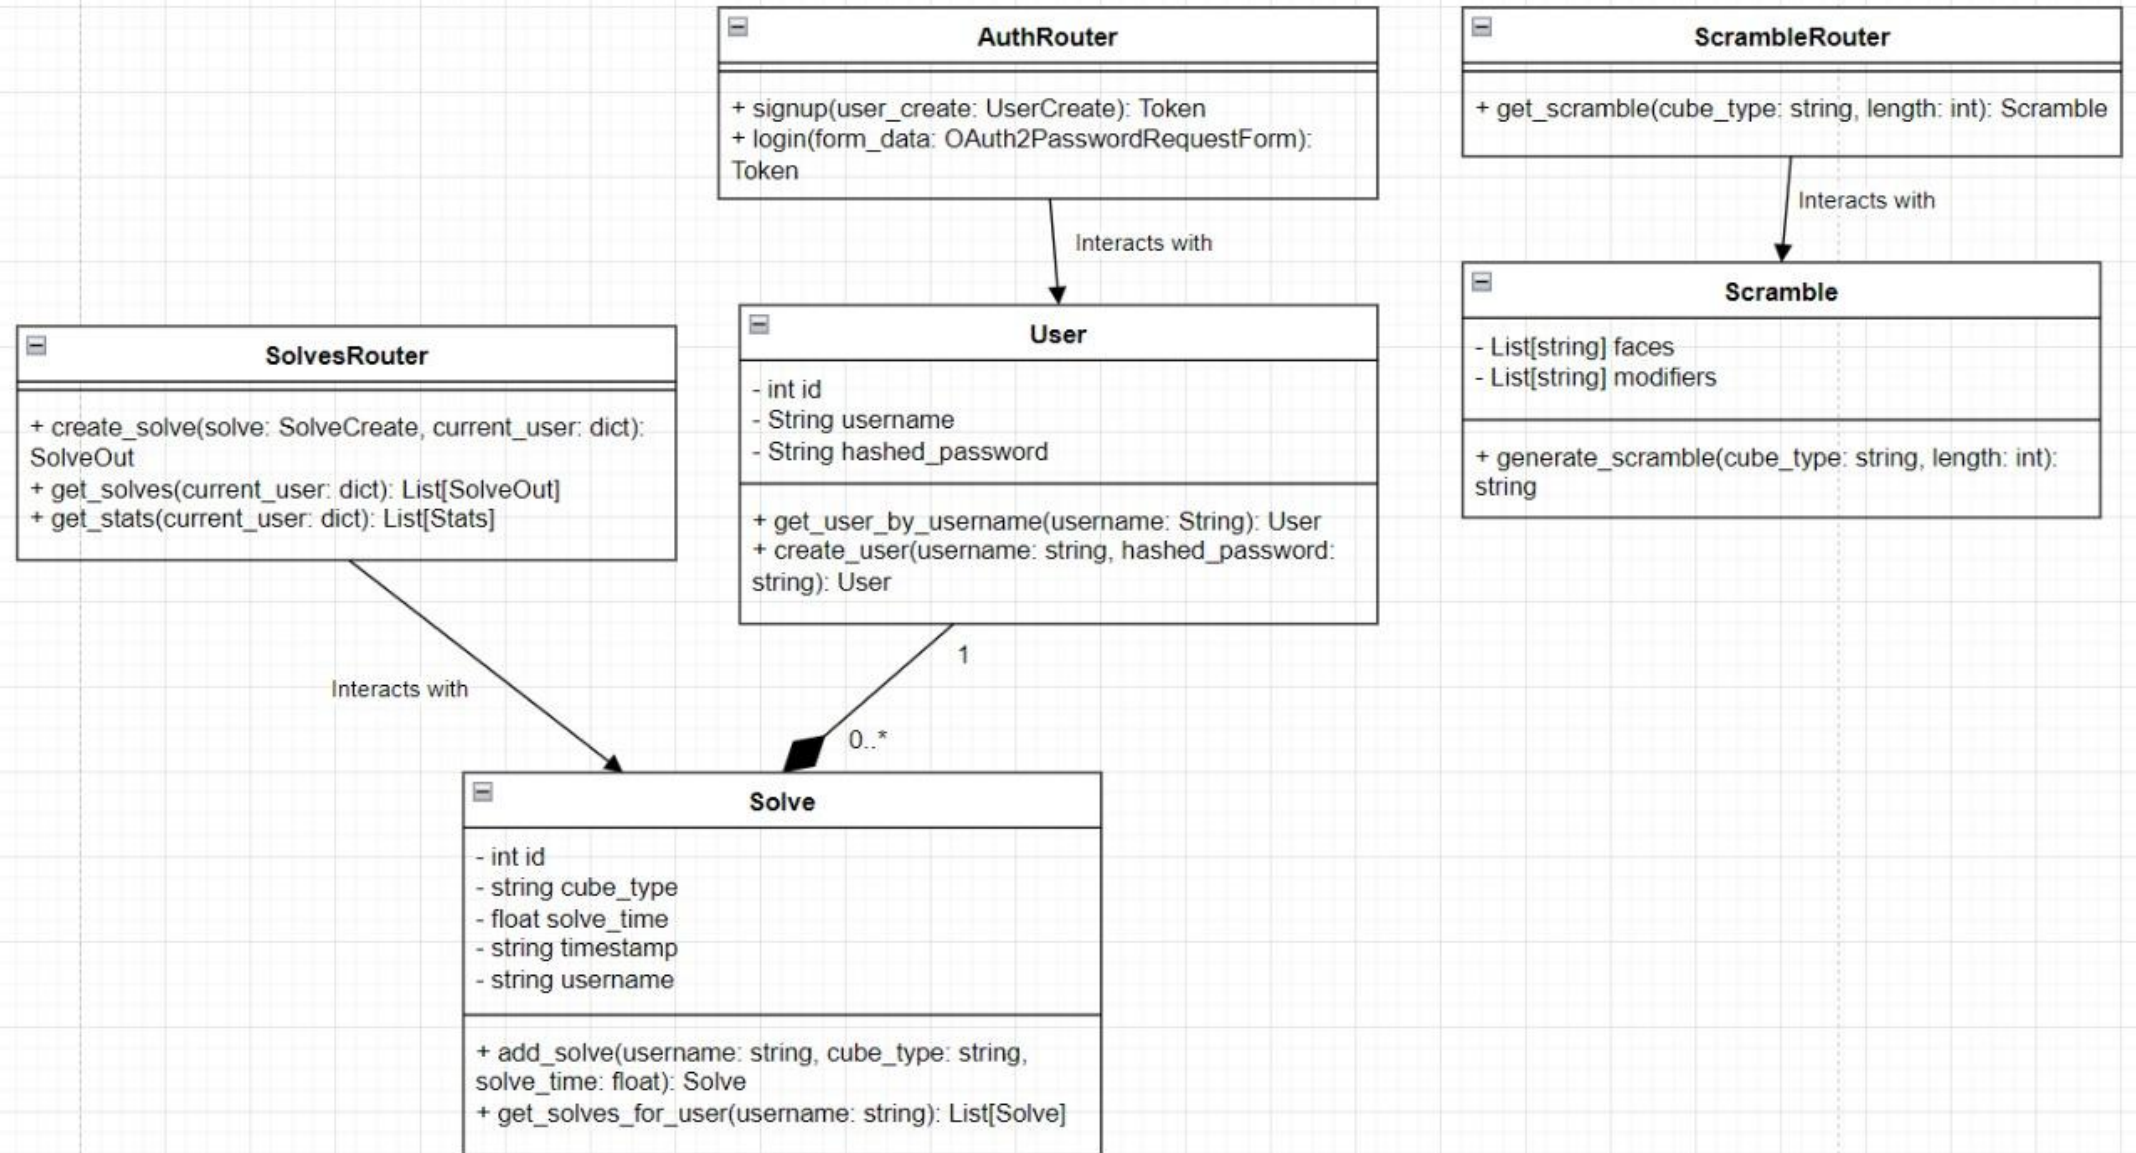 AuthRouter
+ signup(user_create: UserCreate): Token
+ login(form_data: OAuth2PasswordRequestForm):
Token
ScrambleRouter
+ get_scramble(cube_type: string, length: int): Scramble
Interacts with
Interacts with
SolvesRouter
+ create_solve(solve: SolveCreate, current_user: dict):
SolveOut
+ get_solves(current_user: dict): List[SolveOut]
+ get_stats(current_user: dict): List[Stats]
User
- int id
- String username
- String hashed_password
+ get_user_by_username(username: String): User
+ create_user(username: string, hashed_password:
string): User
Scramble
- List[string] faces
- List[string] modifiers
+ generate_scramble(cube_type: string, length: int):
string
Interacts with
1
0..*
Solve
- int id
- string cube_type
- float solve_time
- string timestamp
- string username
+ add_solve(username: string, cube_type: string,
solve_time: float): Solve
+ get_solves_for_user(username: string): List[Solve]